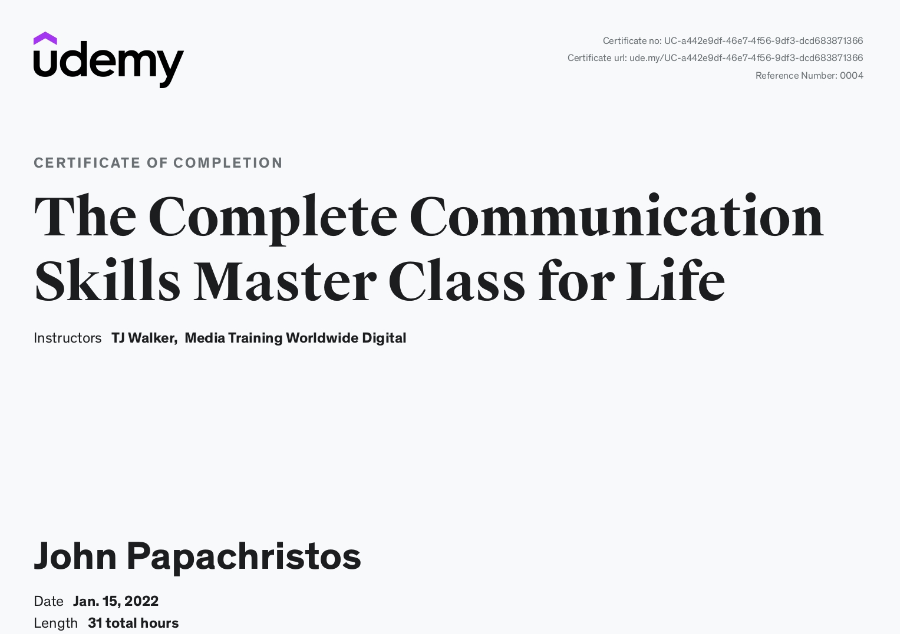 udemy
Certificate no: UC-a442e9df-46e7-4f56-9df3-dcd683871366
Certificate url: ude.my/UC-a442e9df-46e7-4f56-9df3-dcd683871366
Reference Number: 0004
CERTIFICATE OF COMPLETION
The Complete Communication
Skills Master Class for Life
Instructors TJ Walker, Media Training Worldwide Digital
John Papachristos
Date Jan. 15, 2022
Length 31 total hours